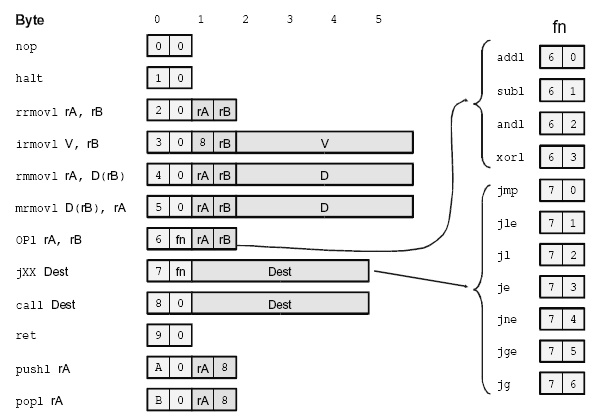 Byte 0 1 2 3 4 5
nop 0 0
halt 1 0
rrmovl rA, rB 2 0 rA rB
irmovl V, rB 3 0 8 rB V
rmmovl rA, D(rB) 4 0 rA rB D
mrmovl D(rB), rA 5 0 rA rB D
OPl rA, rB 6 fn rA rB
jXX Dest 7 fn Dest
call Dest 8 0 Dest
ret 9 0
pushl rA A 0 rA 8
popl rA B 0 rA 8
fn
addl 6 0
subl 6 1
andl 6 2
xorl 6 3
jmp 7 0
jle 7 1
jl 7 2
je 7 3
jne 7 4
jge 7 5
jg 7 6